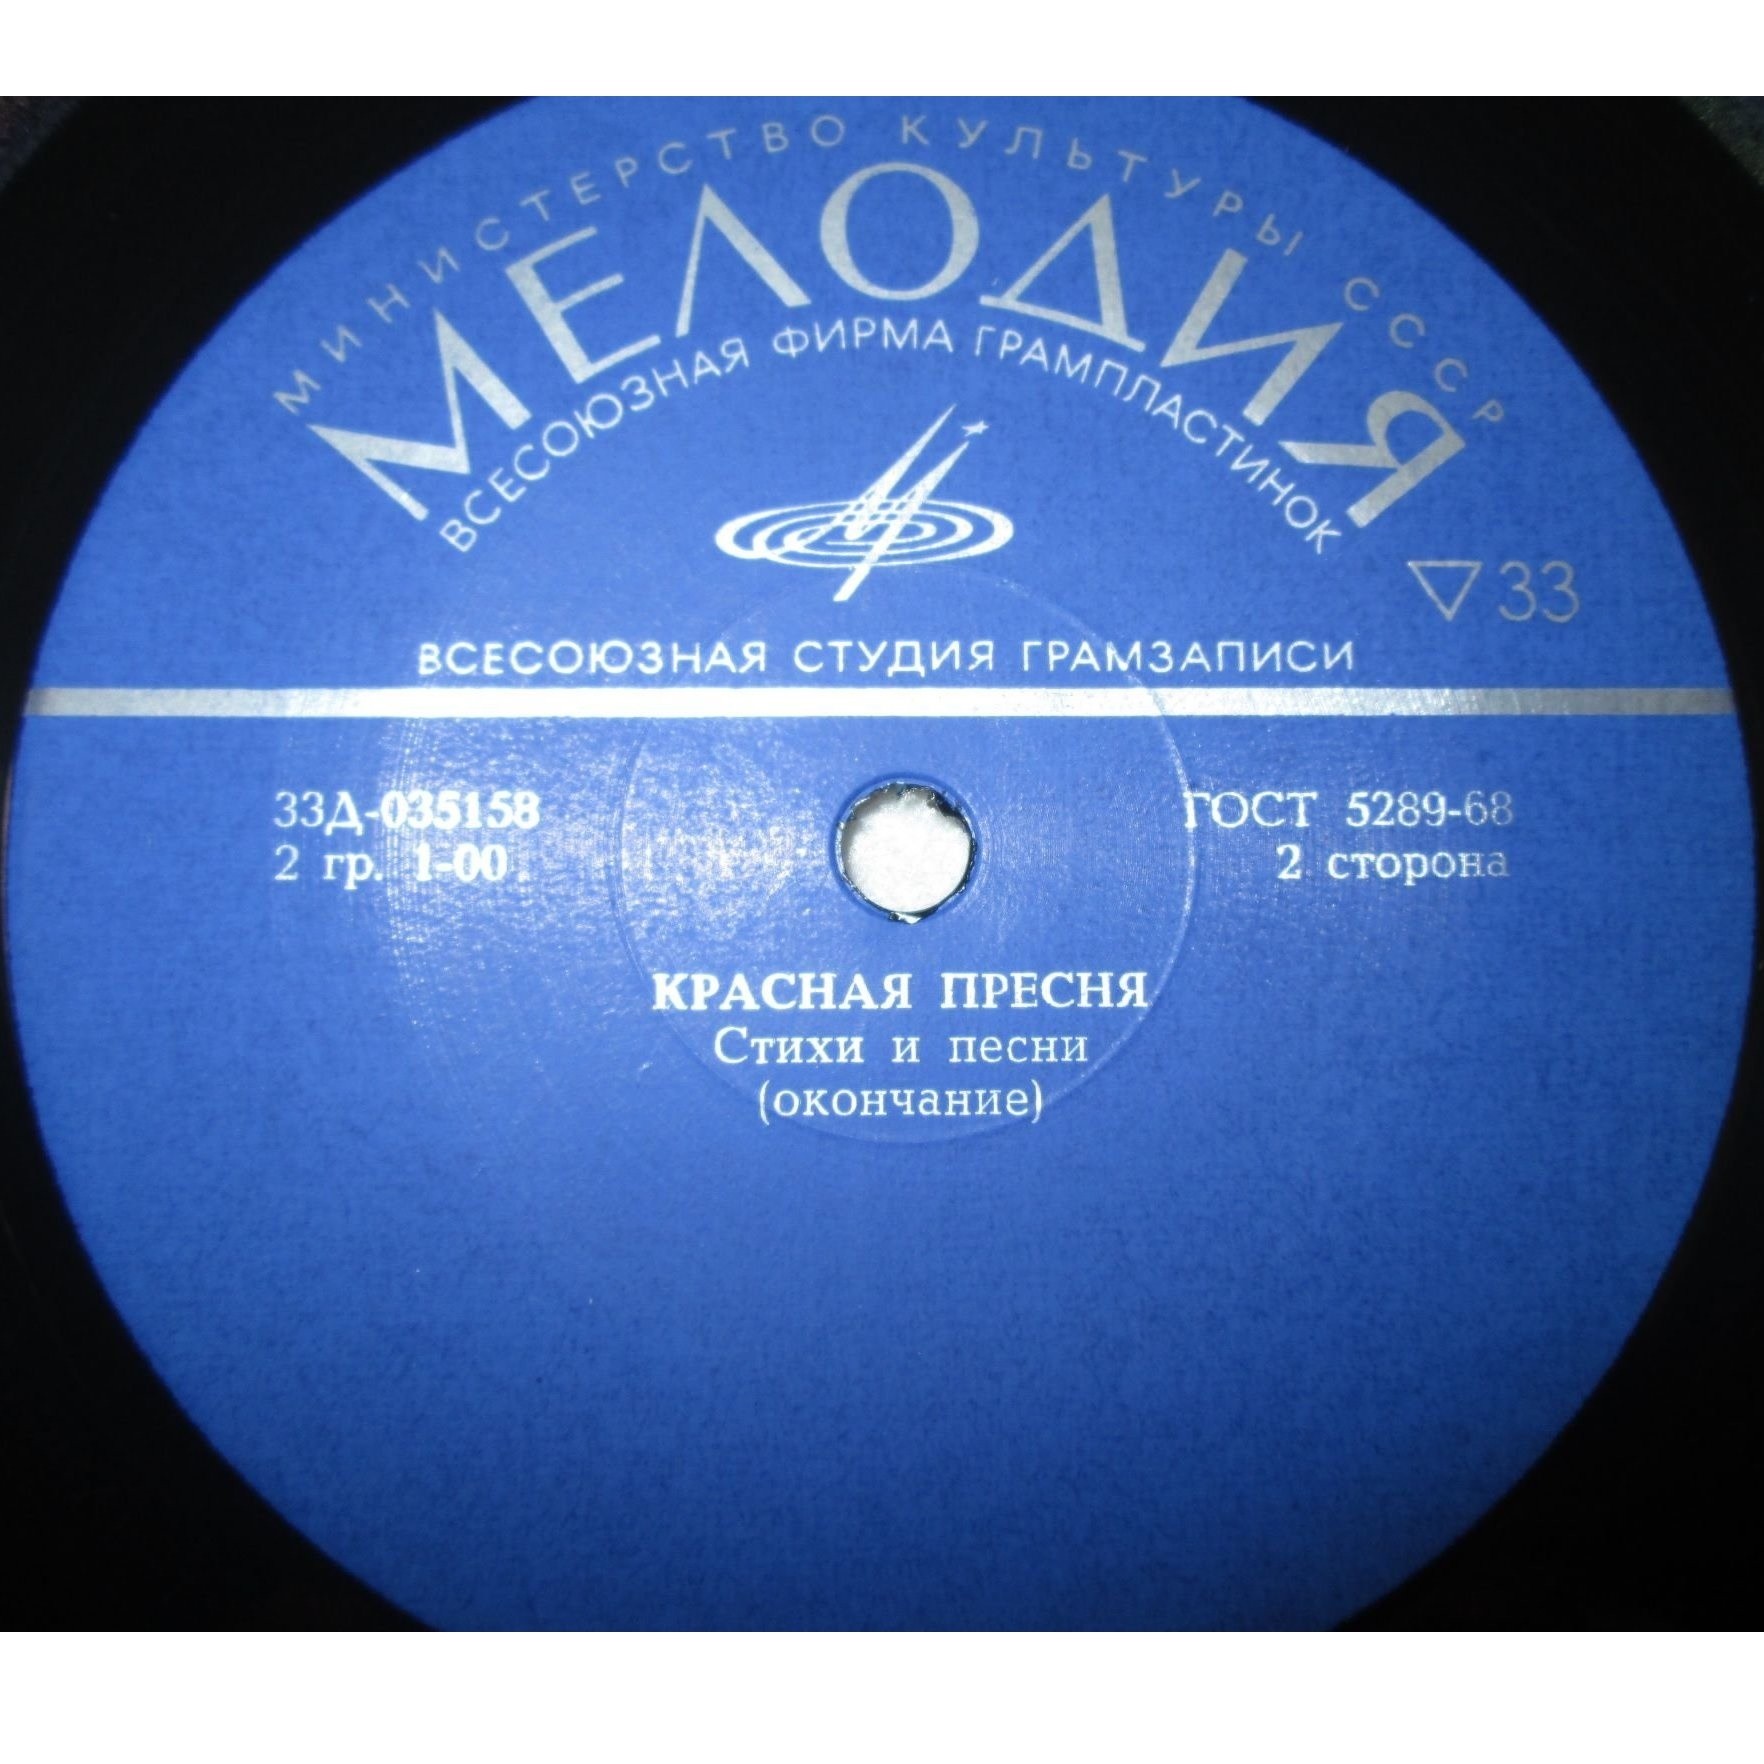 МИНИСТЕРСТВО КУЛЬТУРЫ СССР
МЕЛОДИЯ
ВСЕСОЮЗНАЯ ФИРМА ГРАМПЛАСТИНОК
33
ВСЕСОЮЗНАЯ СТУДИЯ ГРАМЗАПИСИ
33Д-035158
2 гр. 1-00
ГОСТ 5289-68
2 сторона
КРАСНАЯ ПРЕСНЯ
Стихи и песни
(окончание)